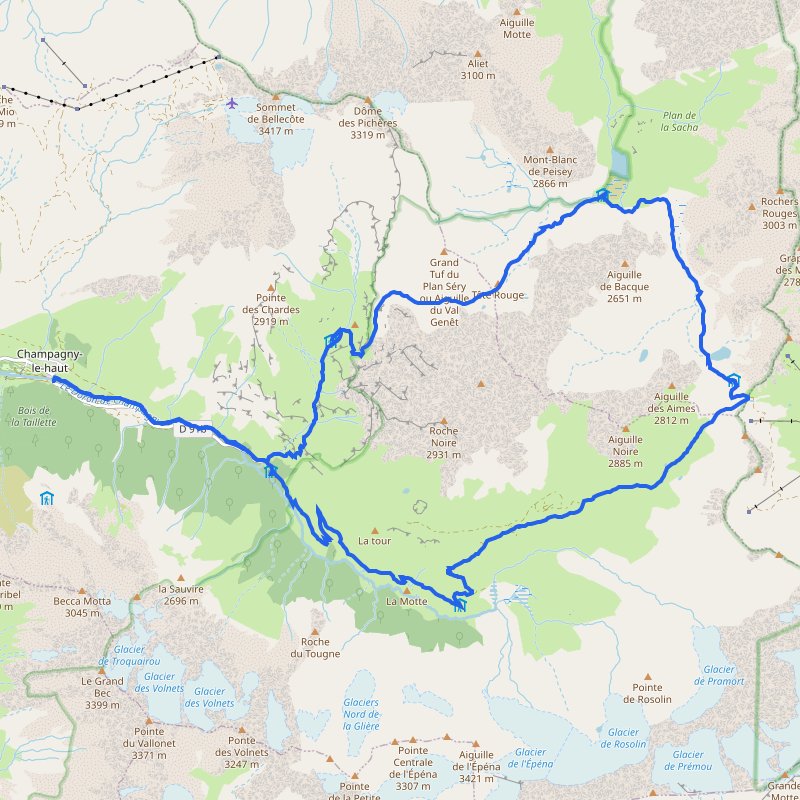 Aiguille
Motte
Aliet
3100 m
Sommet
de Bellecôte
3417 m
Dôme
des Pichères
3319 m
Plan de
la Sacha
he
Mio
9 m
Mont-Blanc
de Peisey
2866 m
Rochers
Rouges
3003 m
Grand
Tuf du
Plan Séry
ou Aiguille
du Val
Genêt
Tête Rouge
Aiguille
de Bacque
2651 m
Pointe
des Chardes
2919 m
Champagny-
le-haut
Bois de
la Taillette
Aiguille
des Aimes
2812 m
Aiguille
Noire
2885 m
Roche
Noire
2931 m
La tour
La Motte
la Sauvire
2696 m
Becca Motta
3045 m
Roche
du Tougne
Glacier
de Troquairou
Glacier
des Volnets
Glacier
des Volnets
Le Grand
Bec
3399 m
Pointe
du Vallonet
3371 m
Pointe
des Volnets
3247 m
Glaciers
Nord de
la Glière
Pointe
Centrale
de l'Épéna
3307 m
Aiguille
de l'Épéna
3421 m
Pointe
de la Petite
Glacier
de l'Épéna
Pointe
de Rosolin
Glacier
de Rosolin
Glacier
de Pramort
Glacier
de Prémou
Grande
Motte